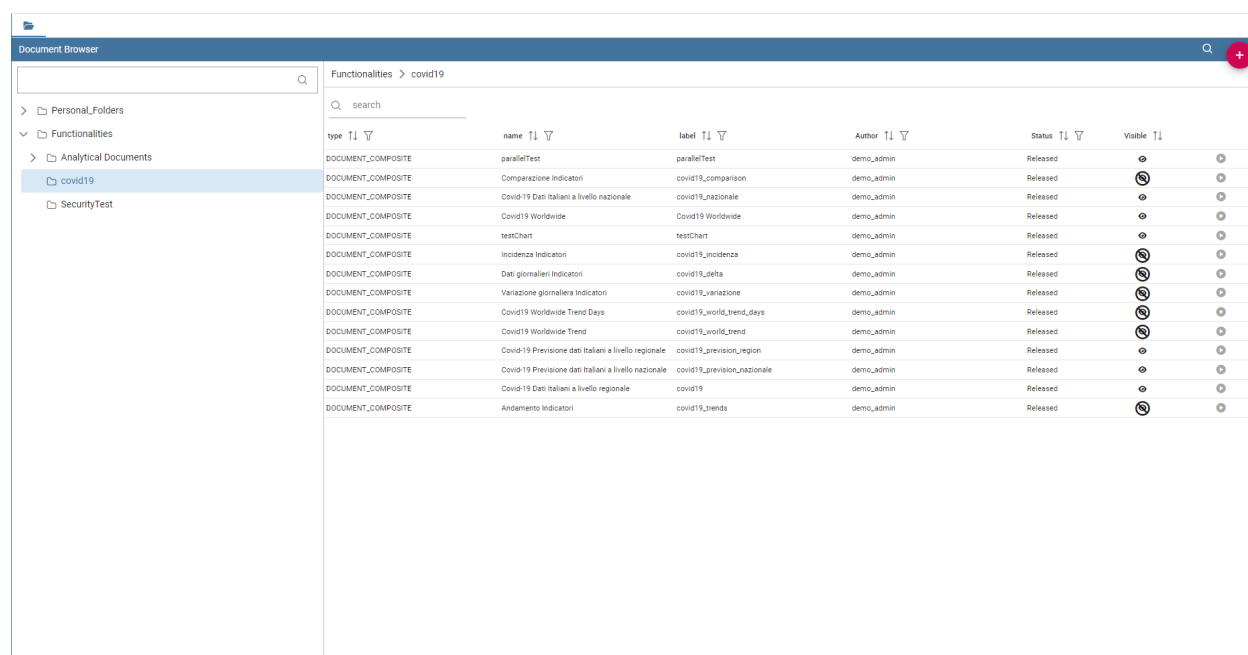 Document Browser
Functionalities > covid19
Personal_Folders
Functionalities
Analytical Documents
covid19
SecurityTest
search
type name label Author Status Visible
DOCUMENT_COMPOSITE parallelTest parallelTest demo_admin Released
DOCUMENT_COMPOSITE Comparazione Indicatori covid19_comparison demo_admin Released
DOCUMENT_COMPOSITE Covid-19 Dati Italiani a livello nazionale covid19_nazionale demo_admin Released
DOCUMENT_COMPOSITE Covid19 Worldwide Covid19 Worldwide demo_admin Released
DOCUMENT_COMPOSITE testChart testChart demo_admin Released
DOCUMENT_COMPOSITE Incidenza Indicatori covid19_incidenza demo_admin Released
DOCUMENT_COMPOSITE Dati giornalieri Indicatori covid19_delta demo_admin Released
DOCUMENT_COMPOSITE Variazione giornaliera Indicatori covid19_variazione demo_admin Released
DOCUMENT_COMPOSITE Covid19 Worldwide Trend Days covid19_world_trend_days demo_admin Released
DOCUMENT_COMPOSITE Covid19 Worldwide Trend covid19_world_trend demo_admin Released
DOCUMENT_COMPOSITE Covid-19 Previsione dati Italiani a livello regionale covid19_prevision_region demo_admin Released
DOCUMENT_COMPOSITE Covid-19 Previsione dati Italiani a livello nazionale covid19_prevision_nazionale demo_admin Released
DOCUMENT_COMPOSITE Covid-19 Dati Italiani a livello regionale covid19 demo_admin Released
DOCUMENT_COMPOSITE Andamento Indicatori covid19_trends demo_admin Released